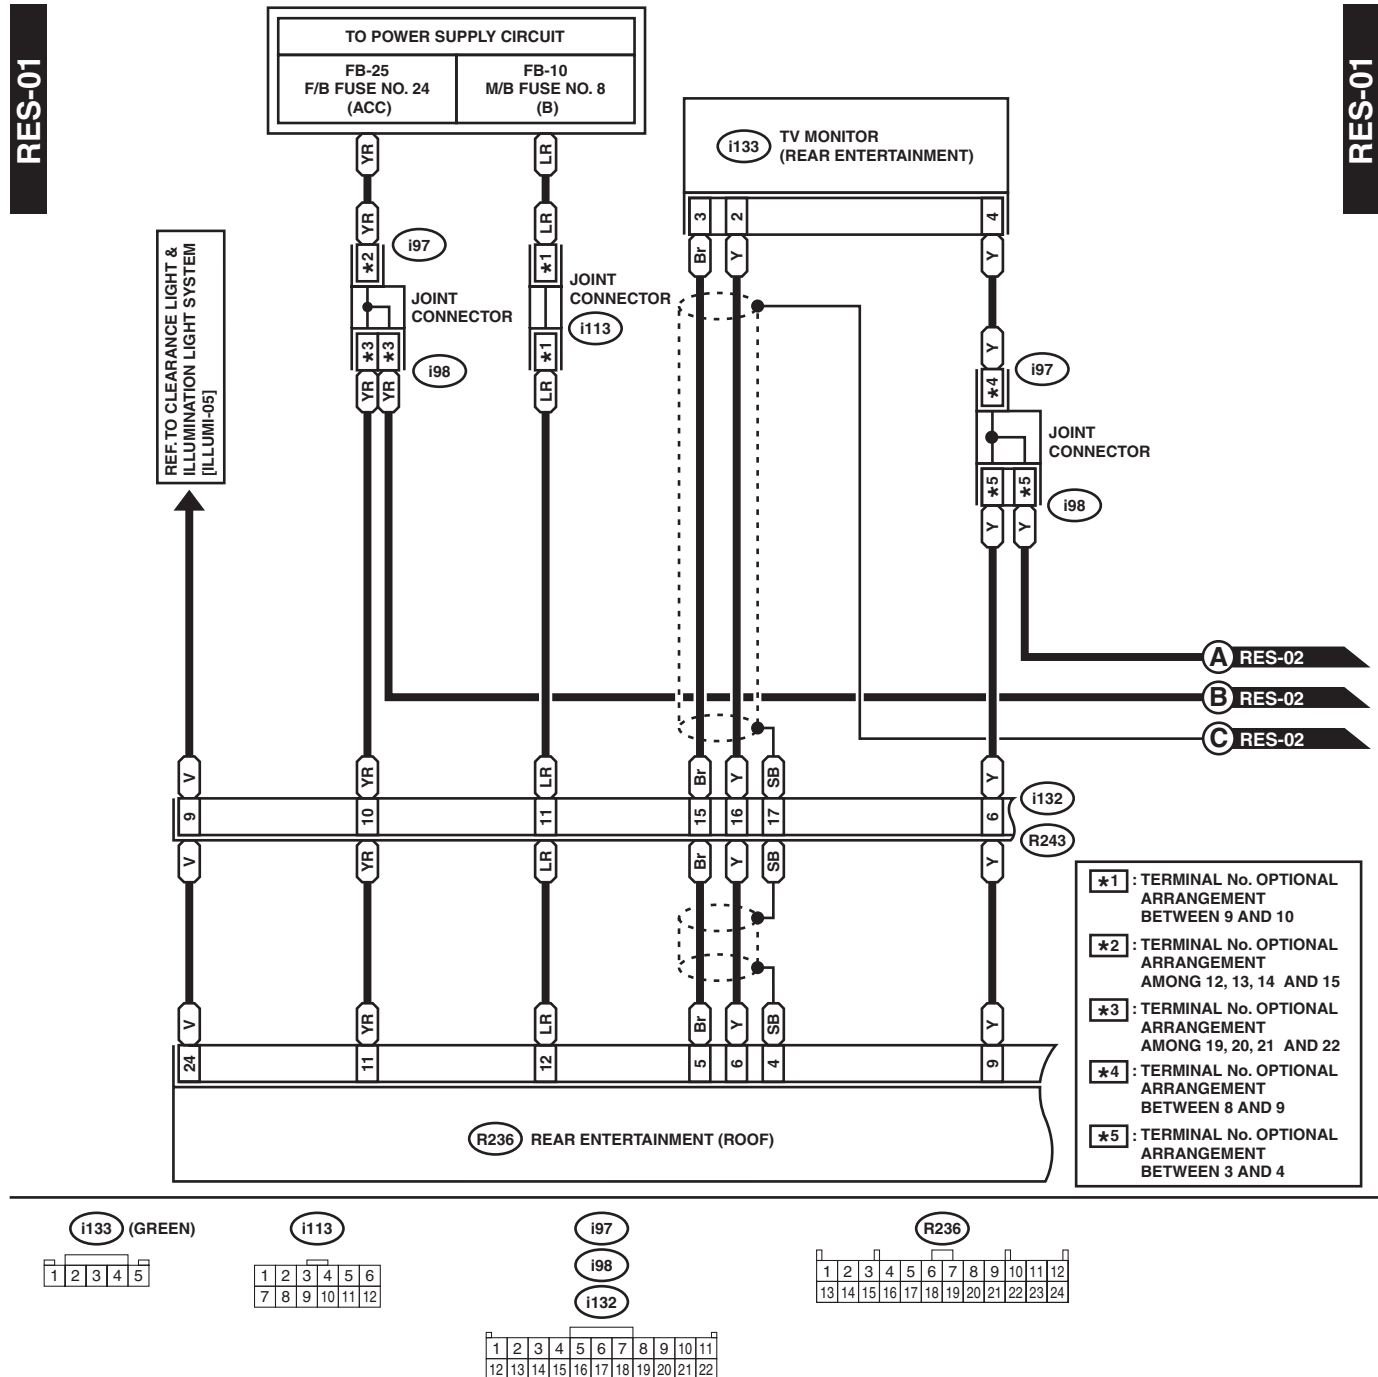 RES-01
RES-01
TO POWER SUPPLY CIRCUIT
FB-25
F/B FUSE NO. 24
(ACC)
FB-10
M/B FUSE NO. 8
(B)
YR
LR
i133
TV MONITOR
(REAR ENTERTAINMENT)
3
2
4
YR
LR
Br
Y
Y
REF. TO CLEARANCE LIGHT &
ILLUMINATION LIGHT SYSTEM
[ILLUMI-05]
*2
i97
*1
JOINT
CONNECTOR
JOINT
CONNECTOR
i113
*3
*3
i98
*1
YR
YR
LR
Y
*4
i97
JOINT
CONNECTOR
*5
*5
i98
Y
Y
A RES-02
B RES-02
C RES-02
V
YR
LR
Br
Y
SB
Y
9
10
11
15
16
17
6
i132
R243
V
YR
LR
Br
Y
SB
Y
*1 : TERMINAL No. OPTIONAL
ARRANGEMENT
BETWEEN 9 AND 10
*2 : TERMINAL No. OPTIONAL
ARRANGEMENT
AMONG 12, 13, 14 AND 15
*3 : TERMINAL No. OPTIONAL
ARRANGEMENT
AMONG 19, 20, 21 AND 22
*4 : TERMINAL No. OPTIONAL
ARRANGEMENT
BETWEEN 8 AND 9
*5 : TERMINAL No. OPTIONAL
ARRANGEMENT
BETWEEN 3 AND 4
V
YR
LR
Br
Y
SB
Y
24
11
12
5
6
4
9
R236 REAR ENTERTAINMENT (ROOF)
i133 (GREEN)
1 2 3 4 5
i113
1 2 3 4 5 6
7 8 9 10 11 12
i97
i98
i132
1 2 3 4 5 6 7 8 9 10 11
12 13 14 15 16 17 18 19 20 21 22
R236
1 2 3 4 5 6 7 8 9 10 11 12
13 14 15 16 17 18 19 20 21 22 23 24